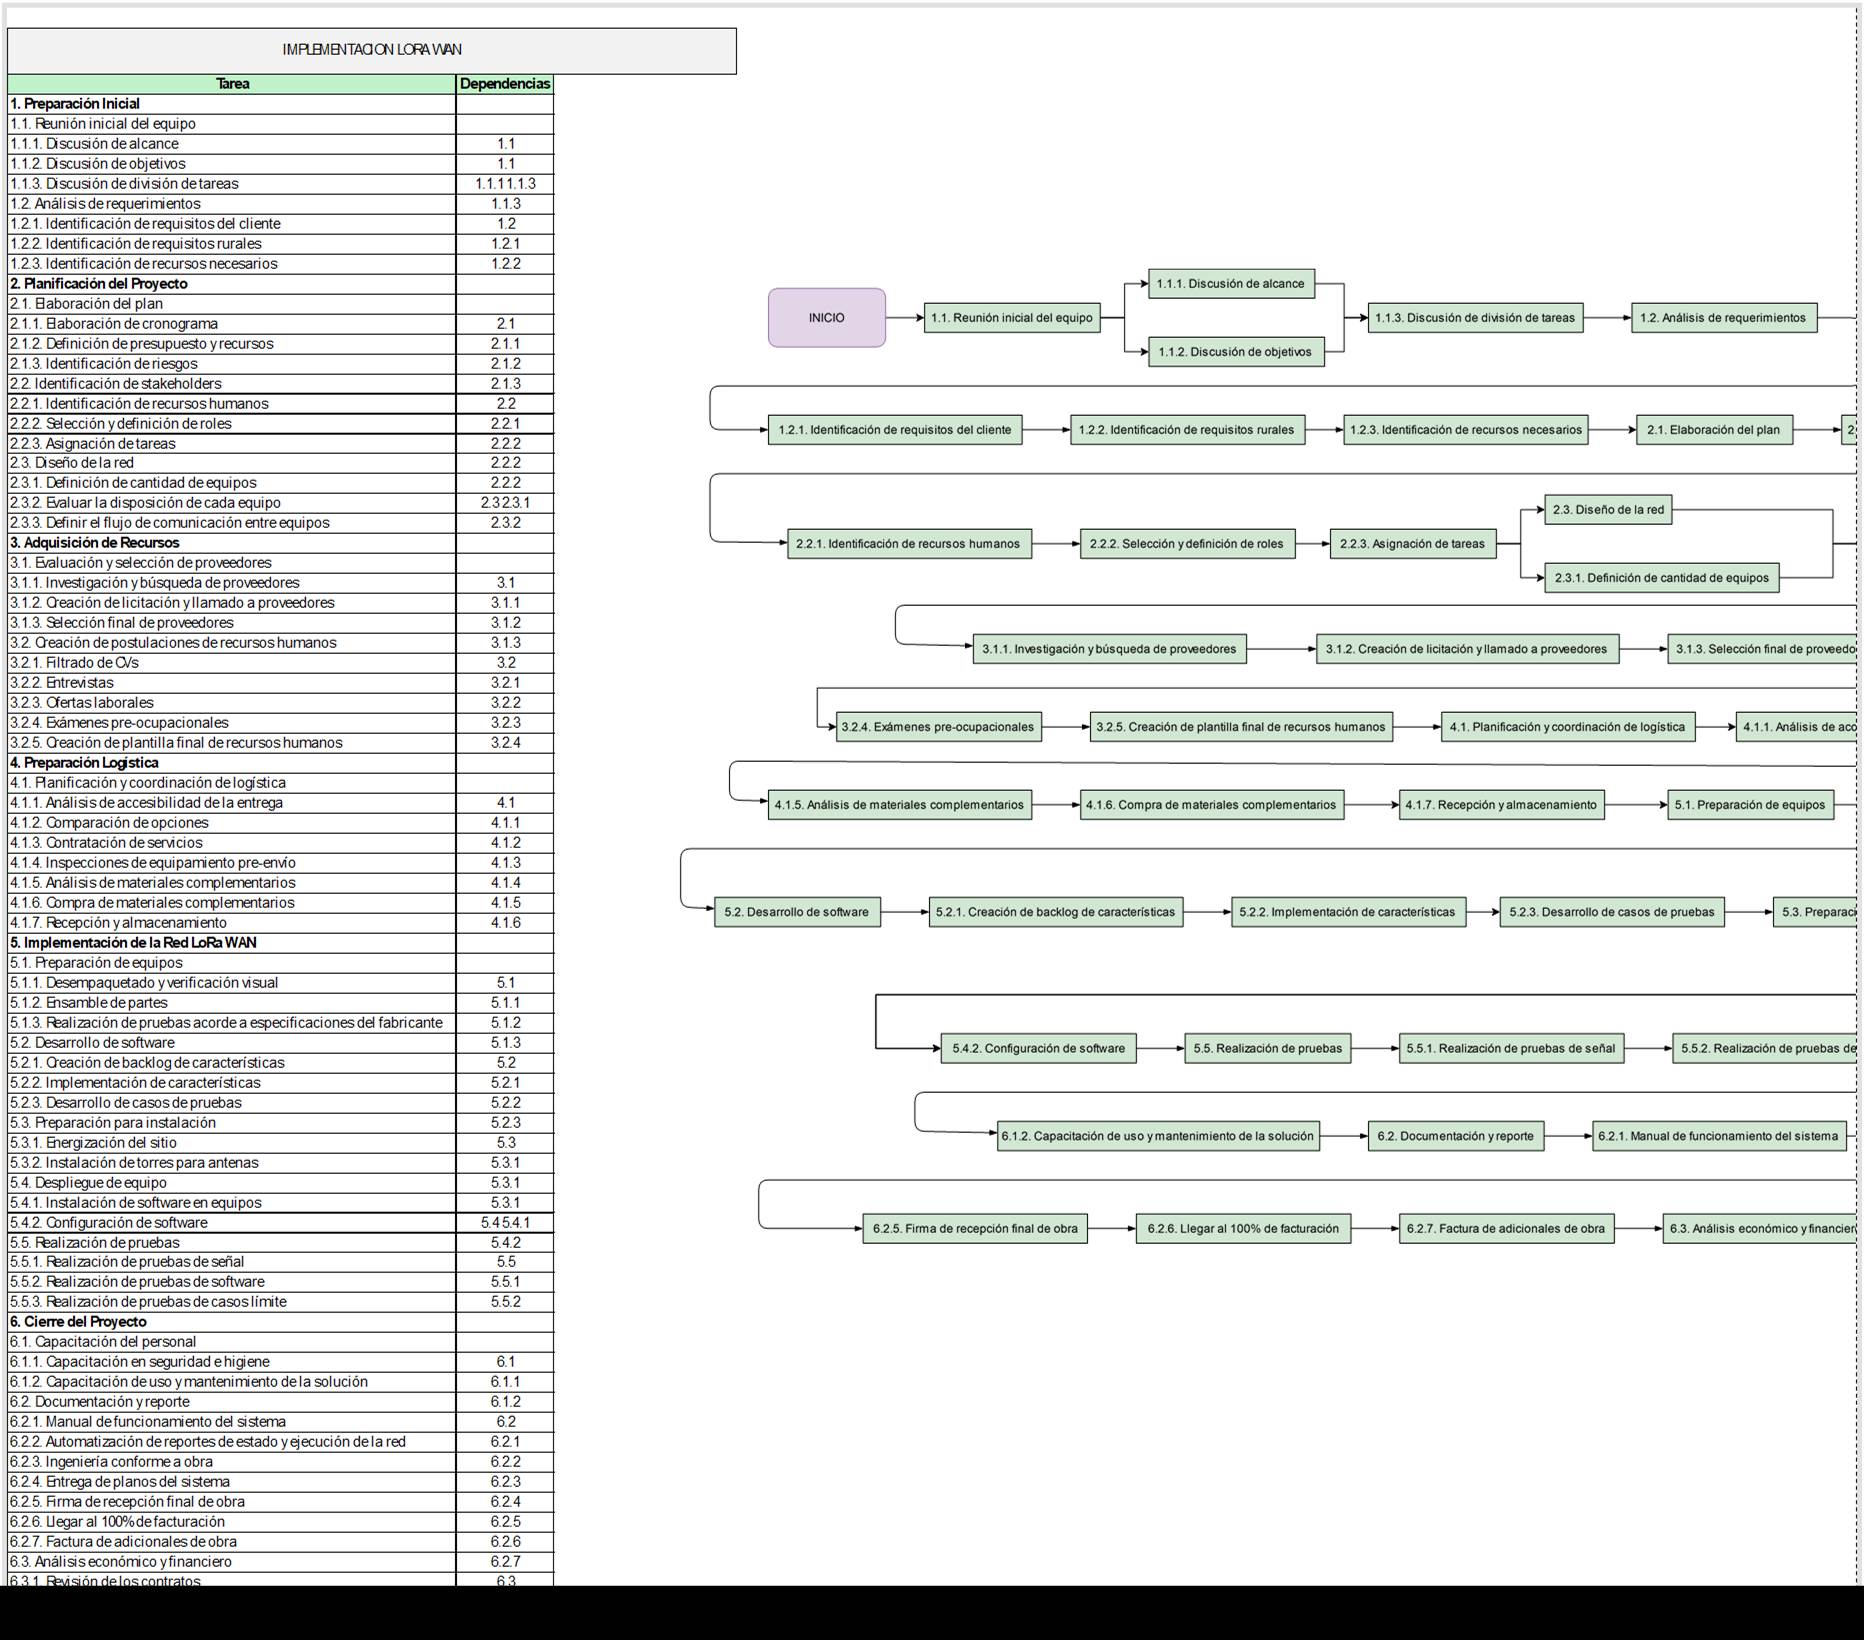 IMPLEMENTACION LORA WAN
Tarea Dependencias
1. Preparación Inicial
1.1. Reunión inicial del equipo
1.1.1. Discusión de alcance 1.1
1.1.2. Discusión de objetivos 1.1
1.1.3. Discusión de división de tareas 1.1.11.1.3
1.2. Análisis de requerimientos 1.1.3
1.2.1. Identificación de requisitos del cliente 1.2
1.2.2. Identificación de requisitos rurales 1.2.1
1.2.3. Identificación de recursos necesarios 1.2.2
2. Planificación del Proyecto
2.1. Elaboración del plan
2.1.1. Elaboración de cronograma 2.1
2.1.2. Definición de presupuesto y recursos 2.1.1
2.1.3. Identificación de riesgos 2.1.2
2.2. Identificación de stakeholders 2.1.3
2.2.1. Identificación de recursos humanos 2.2
2.2.2. Selección y definición de roles 2.2.1
2.2.3. Asignación de tareas 2.2.2
2.3. Diseño de la red 2.2.2
2.3.1. Definición de cantidad de equipos 2.2.2
2.3.2. Evaluar la disposición de cada equipo 2.32.3.1
2.3.3. Definir el flujo de comunicación entre equipos 2.3.2
3. Adquisición de Recursos
3.1. Evaluación y selección de proveedores
3.1.1. Investigación y búsqueda de proveedores 3.1
3.1.2. Creación de licitación y llamado a proveedores 3.1.1
3.1.3. Selección final de proveedores 3.1.2
3.2. Creación de postulaciones de recursos humanos 3.1.3
3.2.1. Filtrado de CVs 3.2
3.2.2. Entrevistas 3.2.1
3.2.3. Ofertas laborales 3.2.2
3.2.4. Exámenes pre-ocupacionales 3.2.3
3.2.5. Creación de plantilla final de recursos humanos 3.2.4
4. Preparación Logística
4.1. Planificación y coordinación de logística
4.1.1. Análisis de accesibilidad de la entrega 4.1
4.1.2. Comparación de opciones 4.1.1
4.1.3. Contratación de servicios 4.1.2
4.1.4. Inspecciones de equipamiento pre-envío 4.1.3
4.1.5. Análisis de materiales complementarios 4.1.4
4.1.6. Compra de materiales complementarios 4.1.5
4.1.7. Recepción y almacenamiento 4.1.6
5. Implementación de la Red LoRa WAN
5.1. Preparación de equipos
5.1.1. Desempaquetado y verificación visual 5.1
5.1.2. Ensamble de partes 5.1.1
5.1.3. Realización de pruebas acorde a especificaciones del fabricante 5.1.2
5.2. Desarrollo de software 5.1.3
5.2.1. Creación de backlog de características 5.2
5.2.2. Implementación de características 5.2.1
5.2.3. Desarrollo de casos de pruebas 5.2.2
5.3. Preparación para instalación 5.2.3
5.3.1. Energización del sitio 5.3
5.3.2. Instalación de torres para antenas 5.3.1
5.4. Despliegue de equipo 5.3.1
5.4.1. Instalación de software en equipos 5.3.1
5.4.2. Configuración de software 5.45.4.1
5.5. Realización de pruebas 5.4.2
5.5.1. Realización de pruebas de señal 5.5
5.5.2. Realización de pruebas de software 5.5.1
5.5.3. Realización de pruebas de casos límite 5.5.2
6. Cierre del Proyecto
6.1. Capacitación del personal
6.1.1. Capacitación en seguridad e higiene 6.1
6.1.2. Capacitación de uso y mantenimiento de la solución 6.1.1
6.2. Documentación y reporte 6.1.2
6.2.1. Manual de funcionamiento del sistema 6.2
6.2.2. Automatización de reportes de estado y ejecución de la red 6.2.1
6.2.3. Ingeniería conforme a obra 6.2.2
6.2.4. Entrega de planos del sistema 6.2.3
6.2.5. Firma de recepción final de obra 6.2.4
6.2.6. Llegar al 100% de facturación 6.2.5
6.2.7. Factura de adicionales de obra 6.2.6
6.3. Análisis económico y financiero 6.2.7
6.3.1. Revisión de los contratos 6.3
INICIO
1.1. Reunión inicial del equipo
1.1.1. Discusión de alcance
1.1.2. Discusión de objetivos
1.1.3. Discusión de división de tareas
1.2. Análisis de requerimientos
1.2.1. Identificación de requisitos del cliente
1.2.2. Identificación de requisitos rurales
1.2.3. Identificación de recursos necesarios
2.1. Elaboración del plan
2
2.2.1. Identificación de recursos humanos
2.2.2. Selección y definición de roles
2.2.3. Asignación de tareas
2.3. Diseño de la red
2.3.1. Definición de cantidad de equipos
3.1.1. Investigación y búsqueda de proveedores
3.1.2. Creación de licitación y llamado a proveedores
3.1.3. Selección final de proveedo
3.2.4. Exámenes pre-ocupacionales
3.2.5. Creación de plantilla final de recursos humanos
4.1. Planificación y coordinación de logística
4.1.1. Análisis de acc
4.1.5. Análisis de materiales complementarios
4.1.6. Compra de materiales complementarios
4.1.7. Recepción y almacenamiento
5.1. Preparación de equipos
5.2. Desarrollo de software
5.2.1. Creación de backlog de características
5.2.2. Implementación de características
5.2.3. Desarrollo de casos de pruebas
5.3. Preparaci
5.4.2. Configuración de software
5.5. Realización de pruebas
5.5.1. Realización de pruebas de señal
5.5.2. Realización de pruebas de
6.1.2. Capacitación de uso y mantenimiento de la solución
6.2. Documentación y reporte
6.2.1. Manual de funcionamiento del sistema
6.2.5. Firma de recepción final de obra
6.2.6. Llegar al 100% de facturación
6.2.7. Factura de adicionales de obra
6.3. Análisis económico y financier